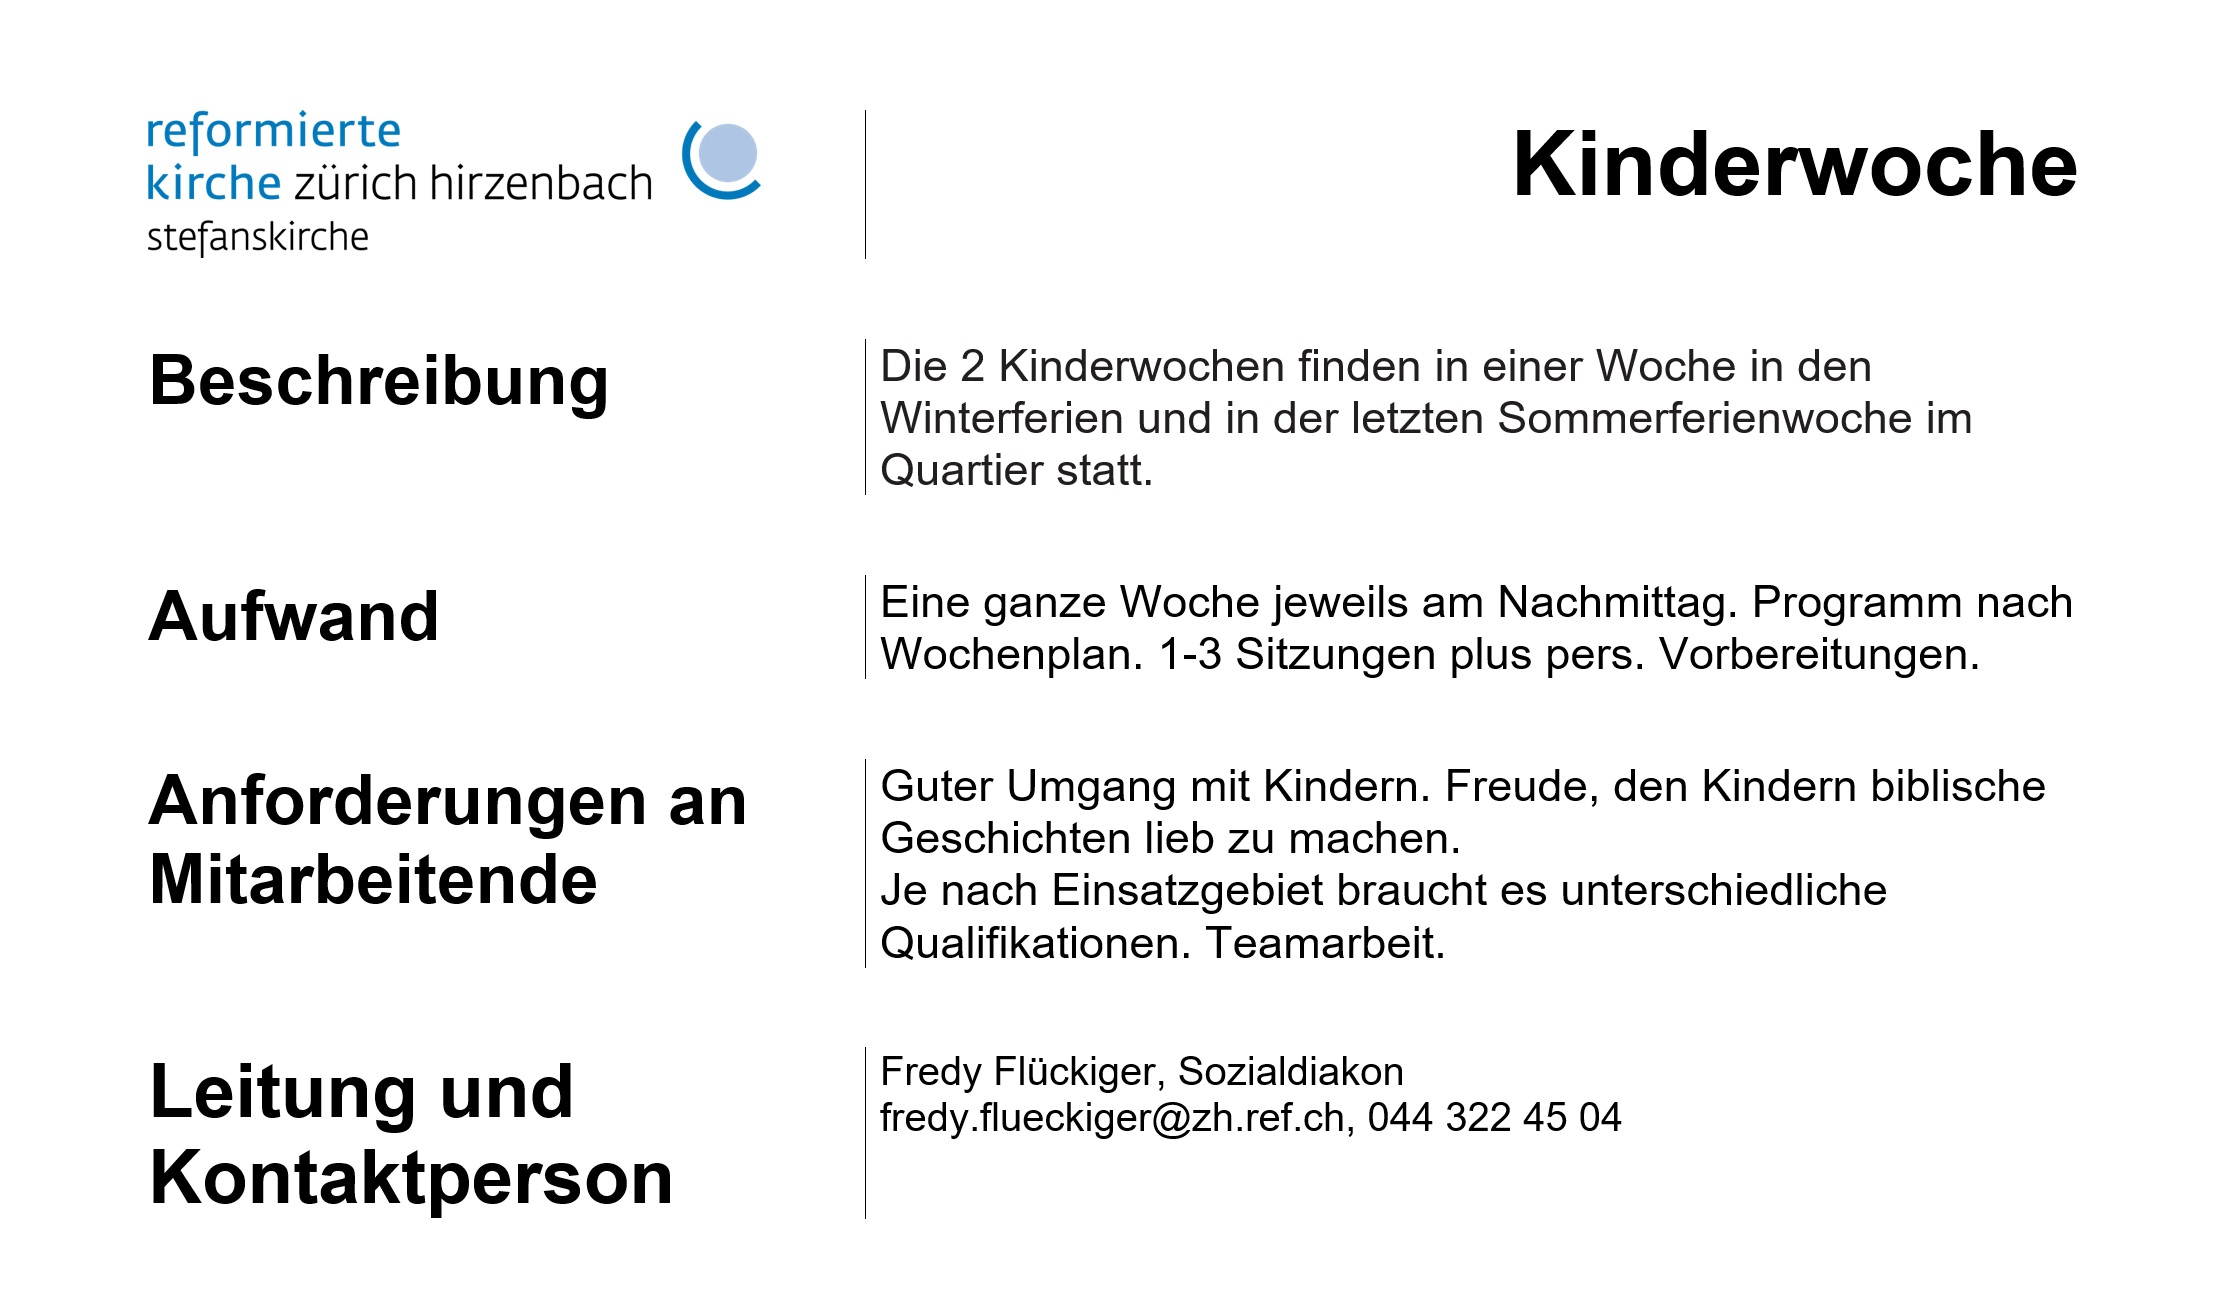 reformierte
kirche zürich hirzenbach
stefanskirche
Kinderwoche
Beschreibung
Die 2 Kinderwochen finden in einer Woche in den
Winterferien und in der letzten Sommerferienwoche im
Quartier statt.
Aufwand
Eine ganze Woche jeweils am Nachmittag. Programm nach
Wochenplan. 1-3 Sitzungen plus pers. Vorbereitungen.
Anforderungen an
Mitarbeitende
Guter Umgang mit Kindern. Freude, den Kindern biblische
Geschichten lieb zu machen.
Je nach Einsatzgebiet braucht es unterschiedliche
Qualifikationen. Teamarbeit.
Leitung und
Kontaktperson
Fredy Flückiger, Sozialdiakon
fredy.flueckiger@zh.ref.ch, 044 322 45 04